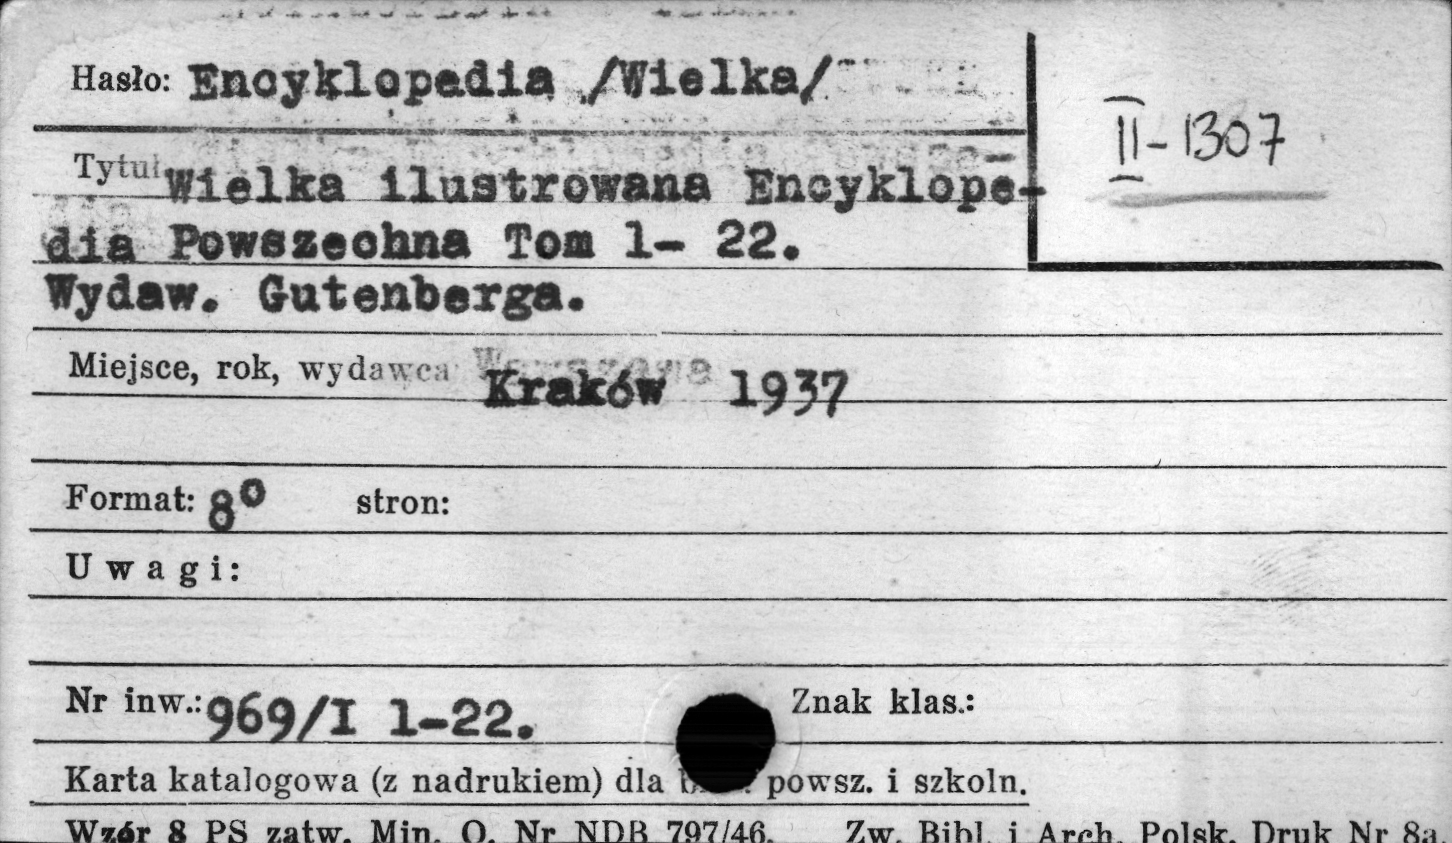 Hasło: Encyklopedia /Wielka/
II-1307
Tytuł Wielka ilustrowana Encyklope-
dia Powszechna Tom 1- 22.
Wydaw. Gutenberga.
Miejsce, rok, wydawca Kraków 1937
Format: 8º stron:
Uwagi:
Nr inw.: 969/I 1-22. Znak klas.:
Karta katalogowa (z nadrukiem) dla powsz. i szkoln.
Wzór 8 PS zatw. Min. O. Nr NDB 797/46. Zw. Bibl. i Arch. Polsk. Druk Nr 8a